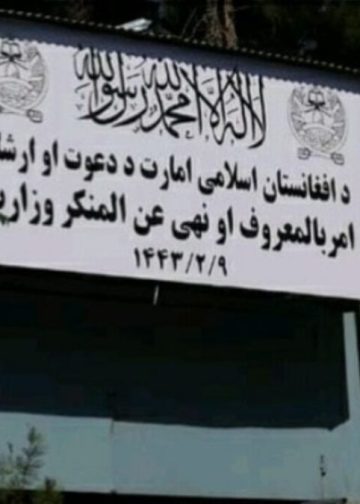 لا اله الا الله محمد رسول الله
د افغانستان اسلامی امارت د دعوت او ارشا
امربالمعروف او نهی عن المنکر وزار
۱۴۴۳/۲/۹